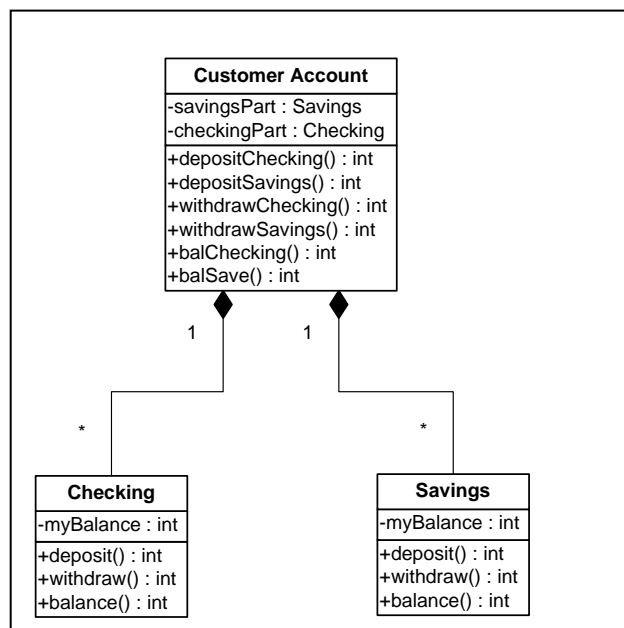 Customer Account
-savingsPart : Savings
-checkingPart : Checking
+depositChecking() : int
+depositSavings() : int
+withdrawChecking() : int
+withdrawSavings() : int
+balChecking() : int
+balSave() : int
1
1
*
*
Checking
-myBalance : int
+deposit() : int
+withdraw() : int
+balance() : int
Savings
-myBalance : int
+deposit() : int
+withdraw() : int
+balance() : int